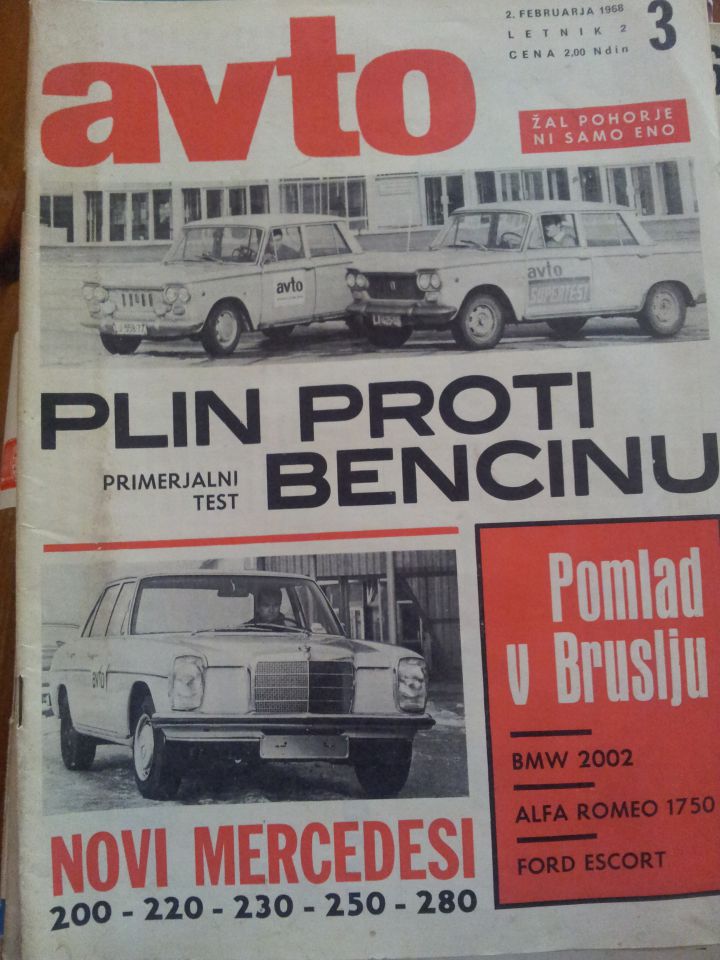 2. FEBRUARJA 1968
LETNIK 2
CENA 2,00 Ndin
3
avto
ŽAL POHORJE
NI SAMO ENO
avto
avto
SUPERTEST
PLIN PROTI
BENCINU
PRIMERJALNI
TEST
Pomlad
v Bruslju
BMW 2002
ALFA ROMEO 1750
FORD ESCORT
avto
NOVI MERCEDESI
200 - 220 - 230 - 250 - 280